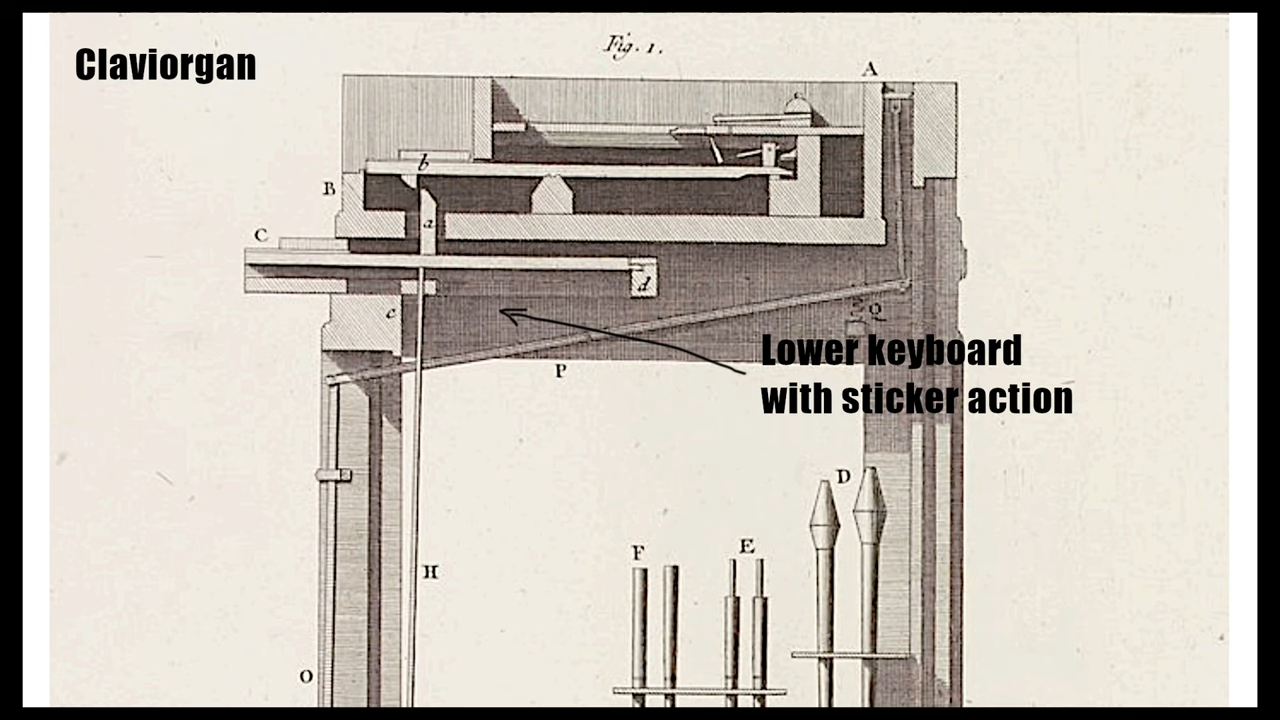 Fig. 1.
Claviorgan
A
b
B
a
C
d
c
Q
Lower keyboard
with sticker action
P
D
F
E
H
O